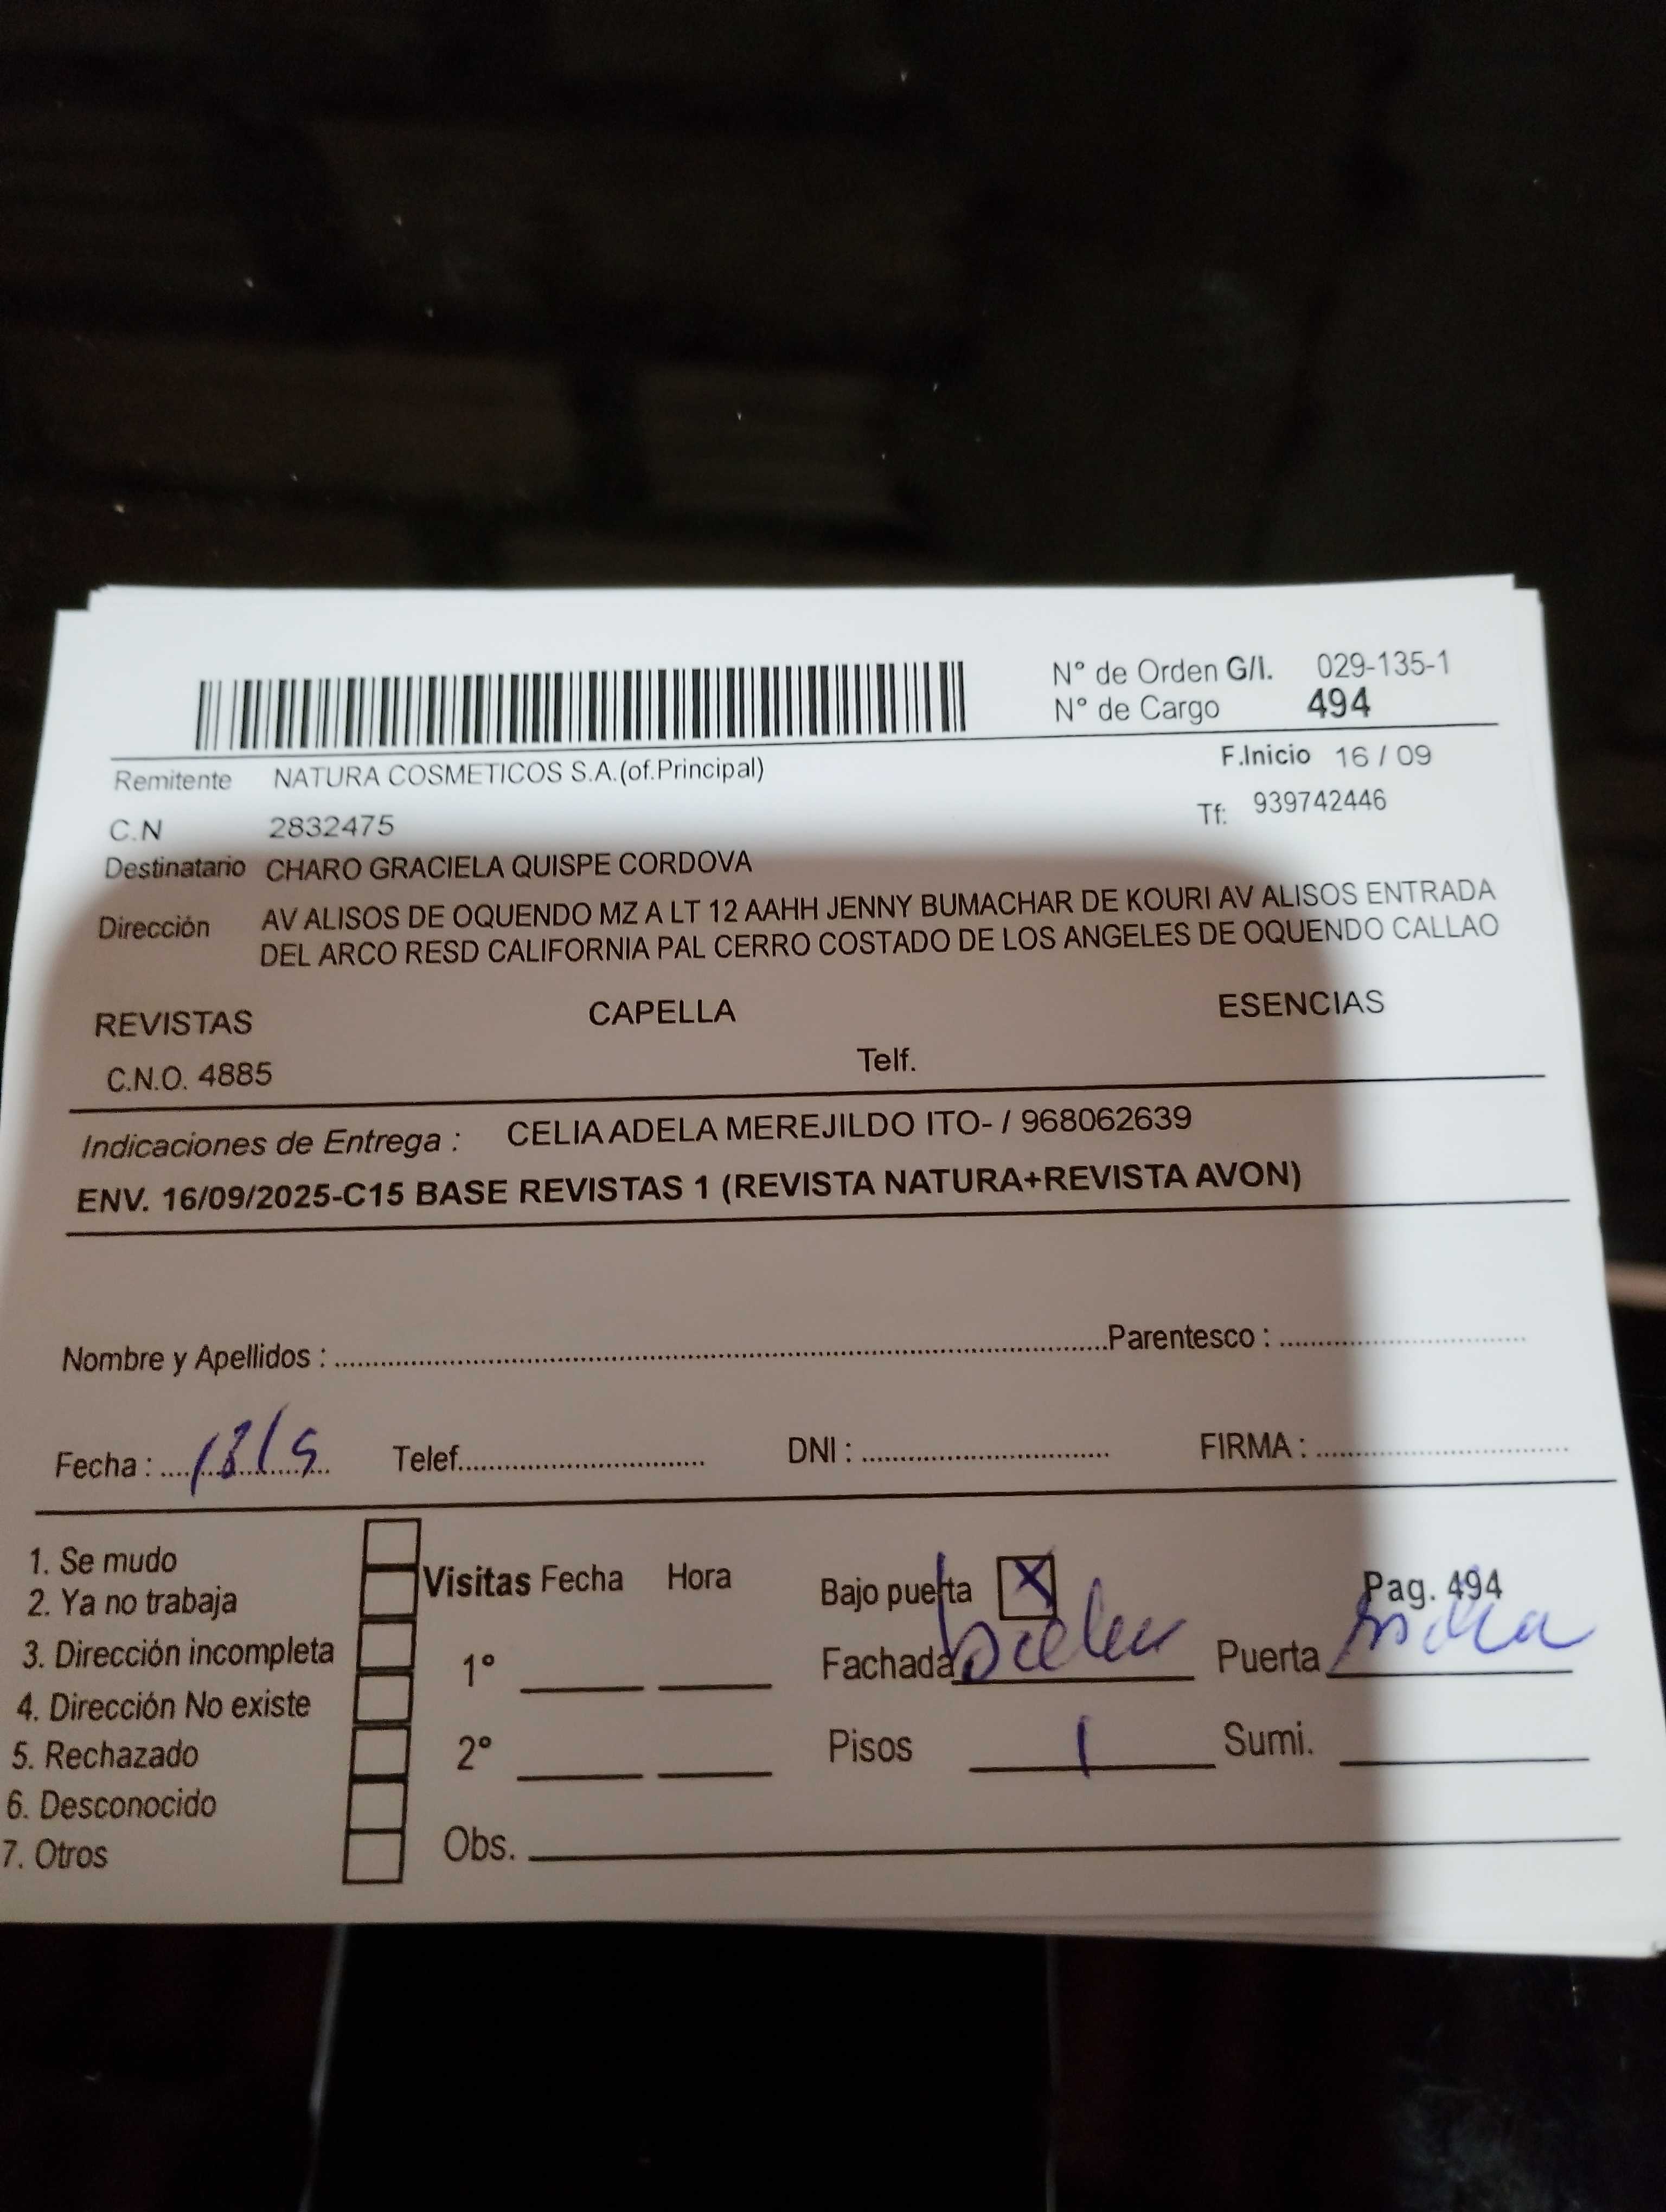 Nº de Orden G/I. 029-135-1
Nº de Cargo 494
Remitente NATURA COSMETICOS S.A.(of.Principal) F.Inicio 16 / 09
C.N 2832475 Tf: 939742446
Destinatario CHARO GRACIELA QUISPE CORDOVA
Dirección AV ALISOS DE OQUENDO MZ A LT 12 AAHH JENNY BUMACHAR DE KOURI AV ALISOS ENTRADA
DEL ARCO RESD CALIFORNIA PAL CERRO COSTADO DE LOS ANGELES DE OQUENDO CALLAO
REVISTAS CAPELLA ESENCIAS
C.N.O. 4885 Telf.
Indicaciones de Entrega : CELIA ADELA MEREJILDO ITO- / 968062639
ENV. 16/09/2025-C15 BASE REVISTAS 1 (REVISTA NATURA+REVISTA AVON)
Nombre y Apellidos : Parentesco :
Fecha : Telef. DNI : FIRMA :
1. Se mudo
2. Ya no trabaja
3. Dirección incompleta
4. Dirección No existe
5. Rechazado
6. Desconocido
7. Otros
Visitas Fecha Hora
1º
2º
Obs.
Bajo puerta X Pag. 494
Fachada Puerta
Pisos 1 Sumi.